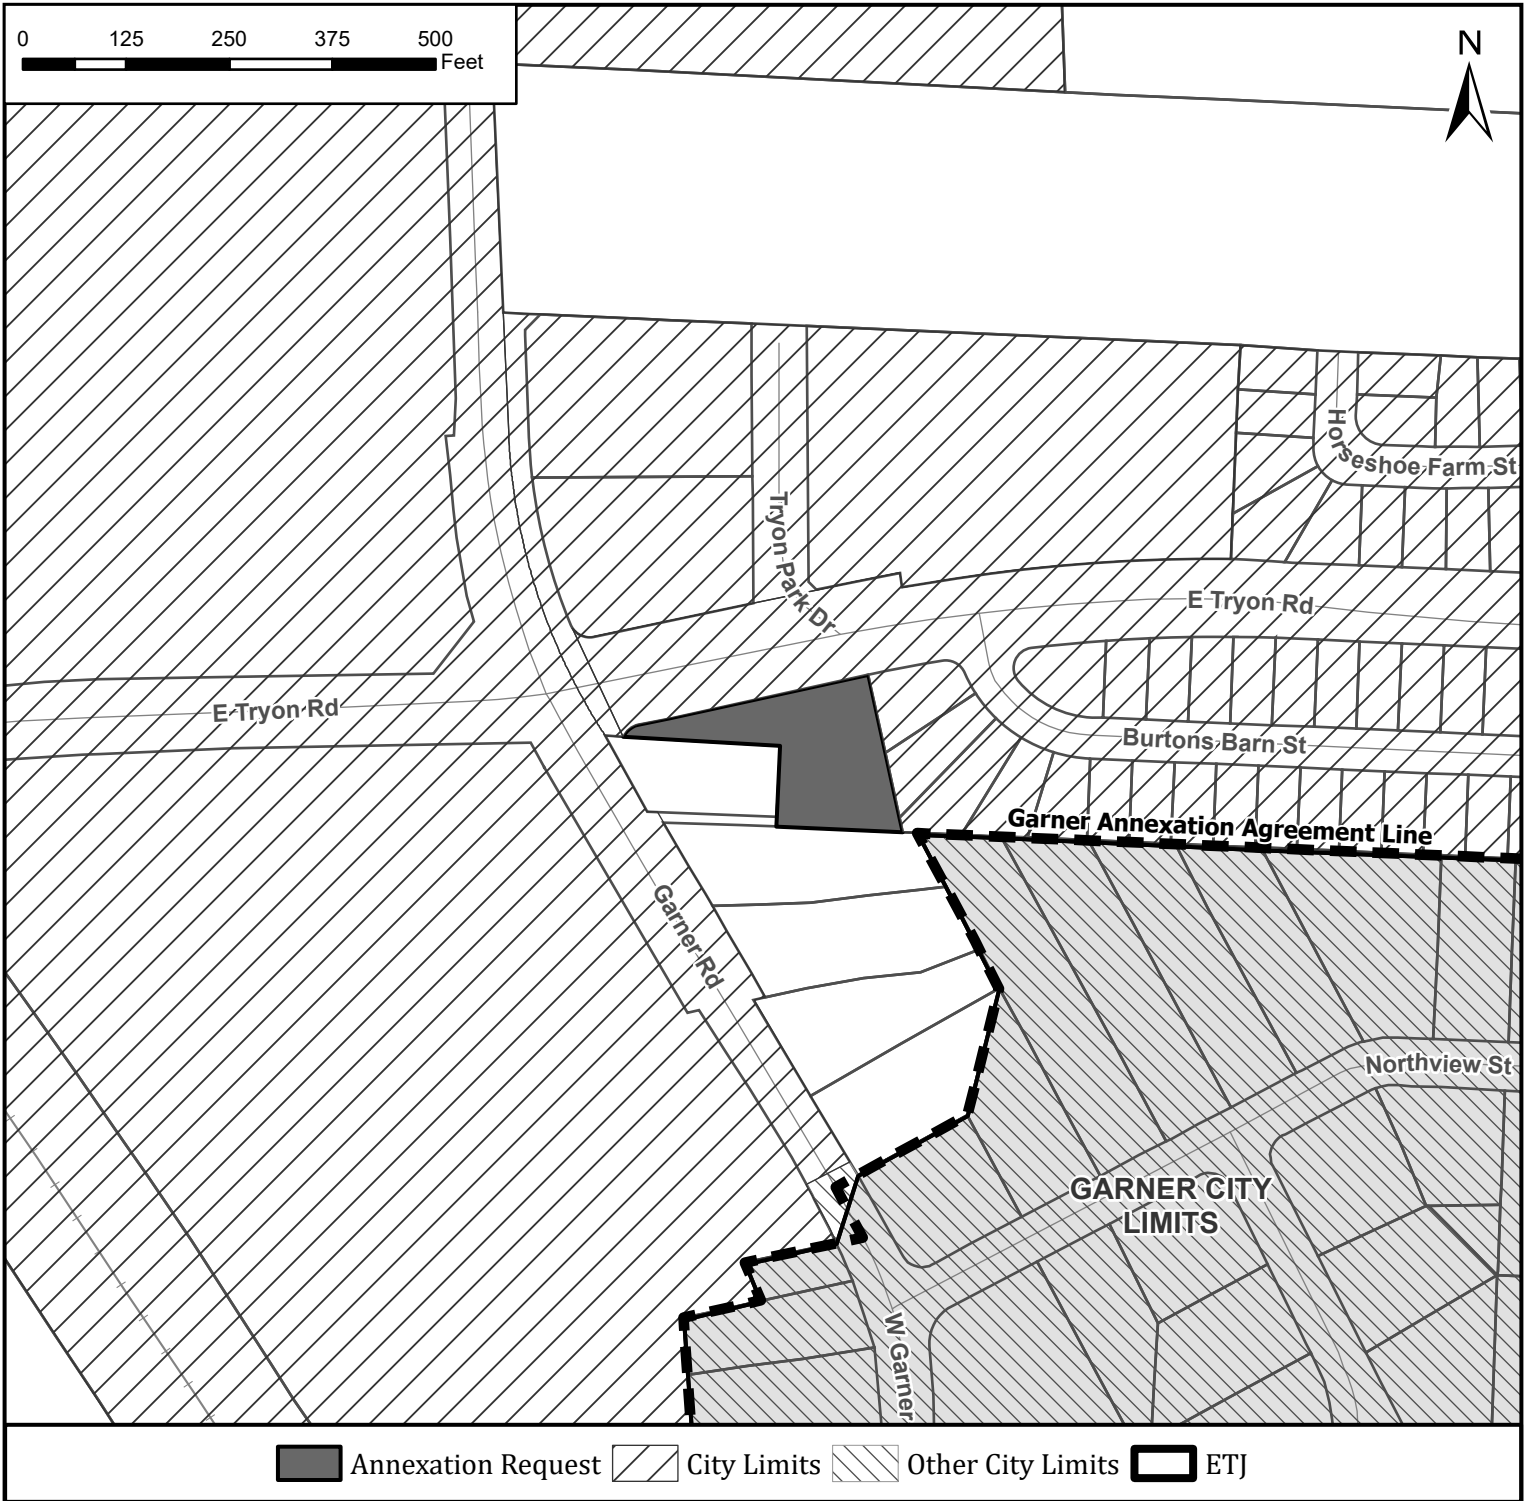 0 125 250 375 500
Feet
N
Horseshoe Farm St
Tryon Park Dr
E Tryon Rd
E Tryon Rd
Burtons Barn St
Garner Annexation Agreement Line
Garner Rd
Northview St
GARNER CITY
LIMITS
W Garner
Annexation Request City Limits Other City Limits ETJ